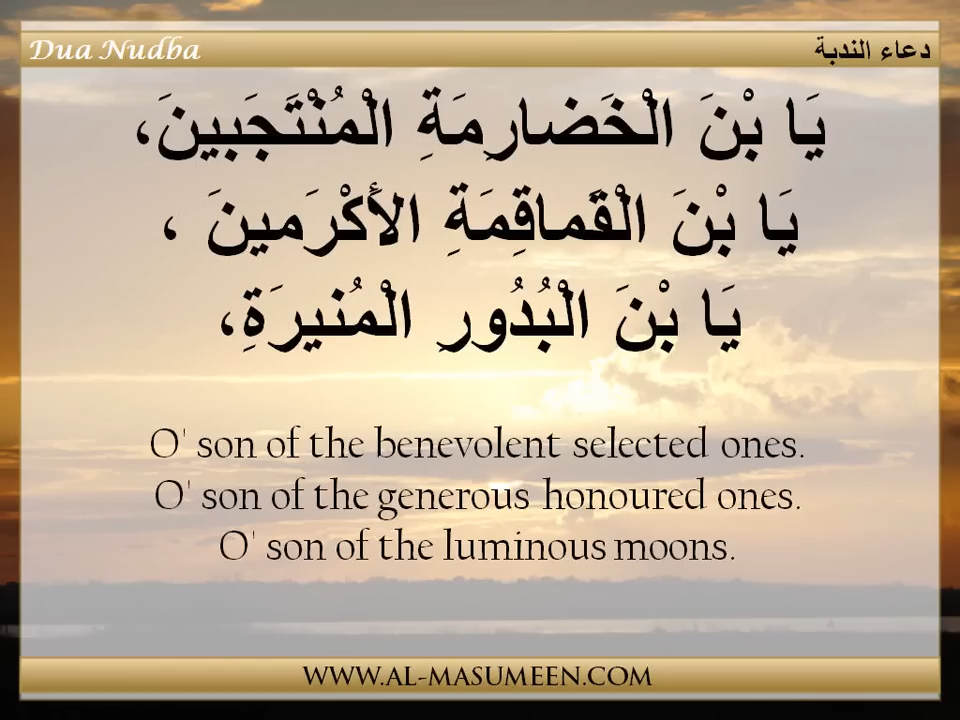 Dua Nudba
دعاء الندبة
يَا بْنَ الْخَضارِمَةِ الْمُنْتَجَبِينَ،
يَا بْنَ الْقَماقِمَةِ الأَكْرَمينَ ،
يَا بْنَ الْبُدُورِ الْمُنيرَةِ،
O' son of the benevolent selected ones.
O' son of the generous honoured ones.
O' son of the luminous moons.
WWW.AL-MASUMEEN.COM